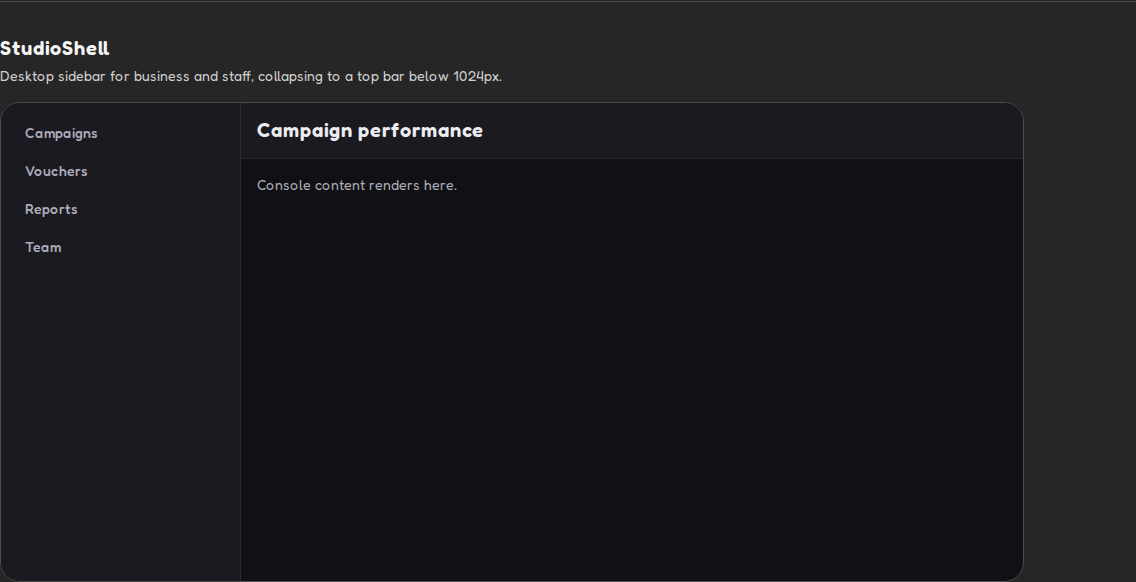 StudioShell
Desktop sidebar for business and staff, collapsing to a top bar below 1024px.
Campaigns
Vouchers
Reports
Team
Campaign performance
Console content renders here.